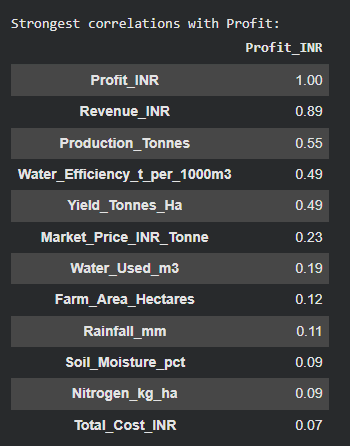 Strongest correlations with Profit:
Profit_INR
Profit_INR 1.00
Revenue_INR 0.89
Production_Tonnes 0.55
Water_Efficiency_t_per_1000m3 0.49
Yield_Tonnes_Ha 0.49
Market_Price_INR_Tonne 0.23
Water_Used_m3 0.19
Farm_Area_Hectares 0.12
Rainfall_mm 0.11
Soil_Moisture_pct 0.09
Nitrogen_kg_ha 0.09
Total_Cost_INR 0.07